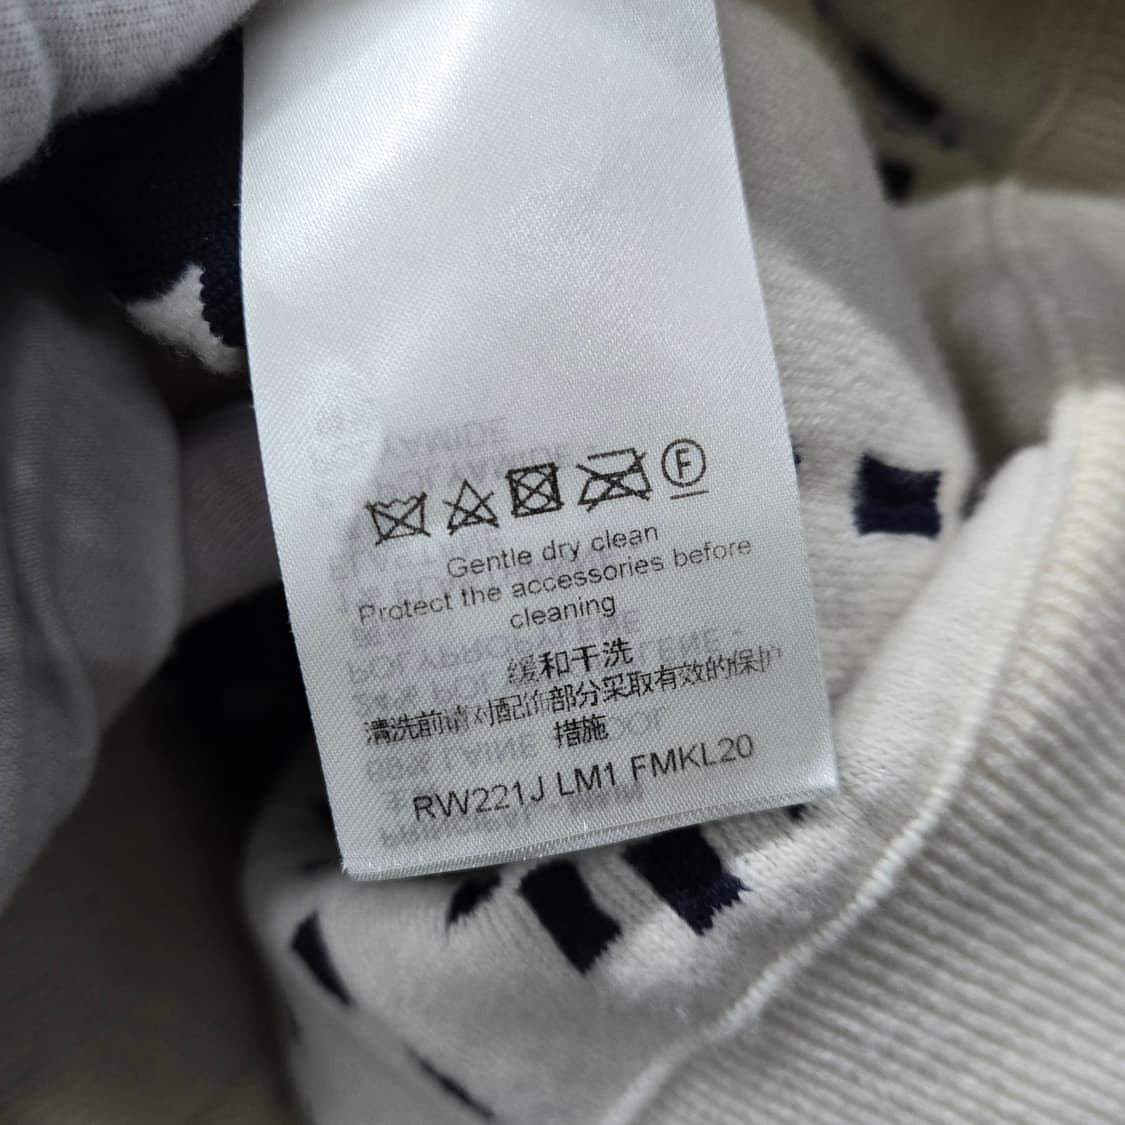 F
Gentle dry clean
Protect the accessories before
cleaning
缓和干洗
清洗前请对配饰部分采取有效的保护
措施
RW221J LM1 FMKL20